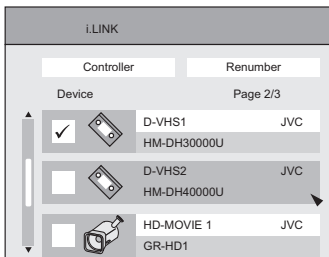 i.LINK
Controller Renumber
Device Page 2/3
D-VHS1 JVC
HM-DH30000U
D-VHS2 JVC
HM-DH40000U
HD-MOVIE 1 JVC
GR-HD1